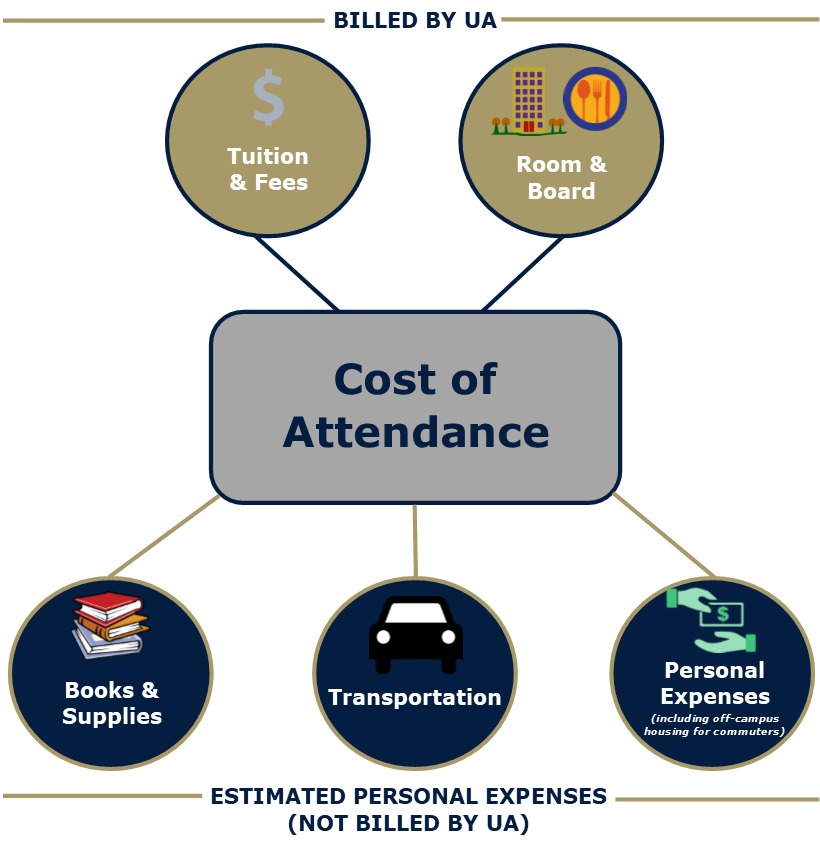 BILLED BY UA
$
Tuition
& Fees
Room &
Board
Cost of
Attendance
Books &
Supplies
Transportation
$
Personal
Expenses
(including off-campus
housing for commuters)
ESTIMATED PERSONAL EXPENSES
(NOT BILLED BY UA)